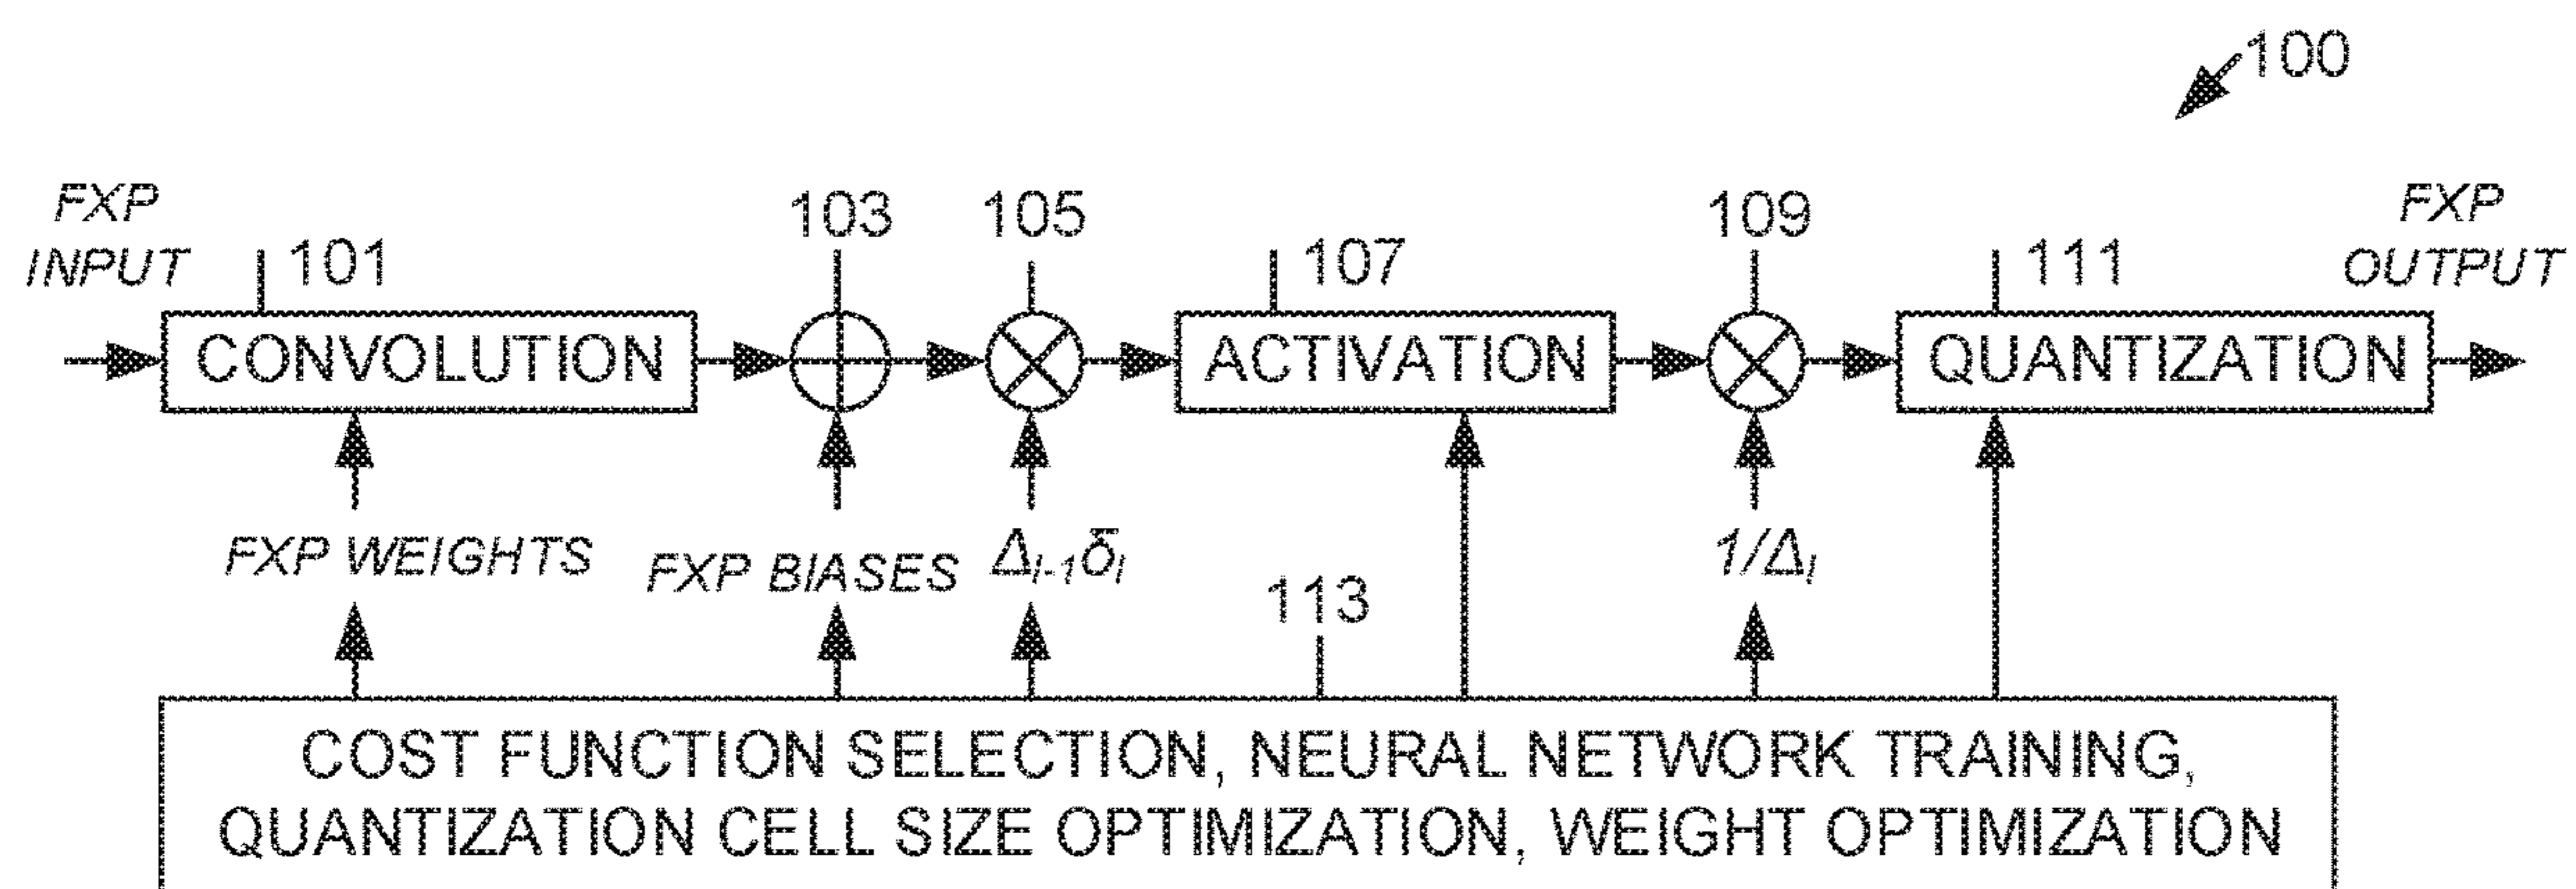 100
FXP
INPUT
101
103
105
107
109
111
FXP
OUTPUT
CONVOLUTION
ACTIVATION
QUANTIZATION
FXP WEIGHTS
FXP BIASES
Δl-1δl
113
1/Δl
COST FUNCTION SELECTION, NEURAL NETWORK TRAINING,
QUANTIZATION CELL SIZE OPTIMIZATION, WEIGHT OPTIMIZATION